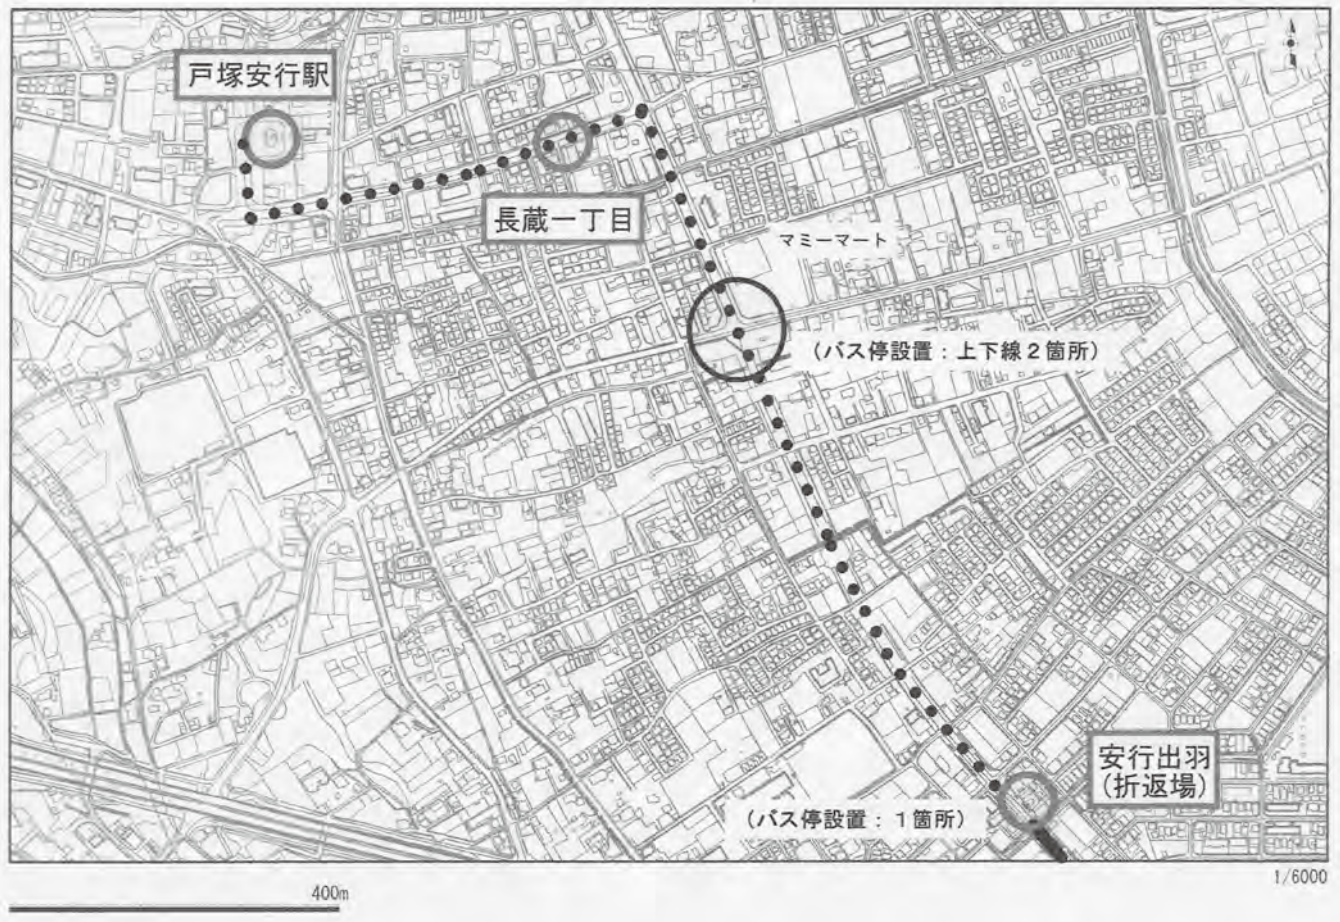 戸塚安行駅
長蔵一丁目
マミーマート
(バス停設置：上下線２箇所)
安行出羽
(折返場)
(バス停設置：１箇所)
1/6000
400m